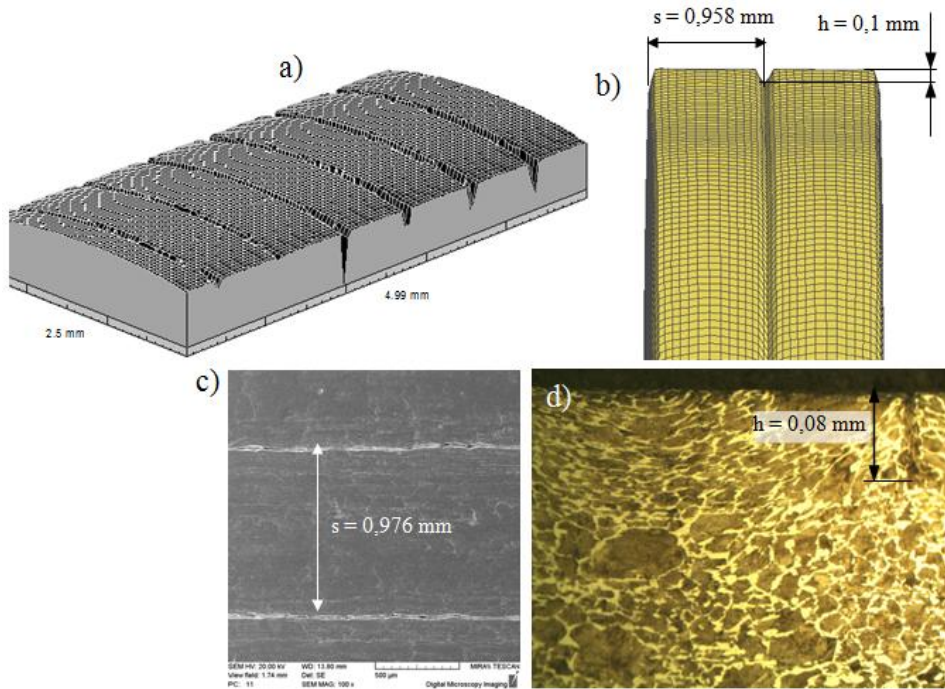 a)
4.99 mm
2.5 mm
s = 0,958 mm
h = 0,1 mm
b)
c)
s = 0,976 mm
SEM HV: 20.00 kV WD: 13.80 mm MIRA\\ TESCAN
View field: 1.74 mm Det: SE 500 µm
PC: 11 SEM MAG: 100 x Digital Microscopy Imaging
d)
h = 0,08 mm